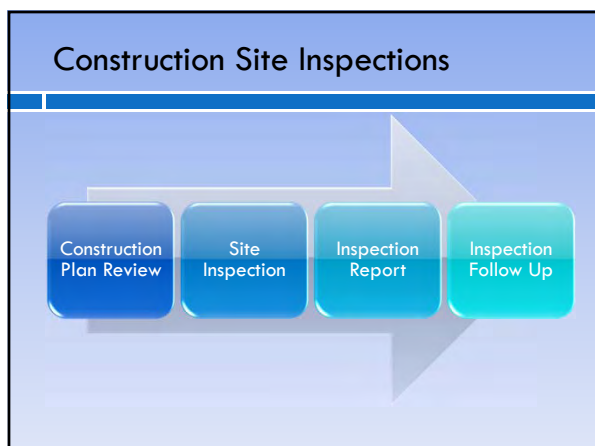 Construction Site Inspections
Construction
Plan Review
Site
Inspection
Inspection
Report
Inspection
Follow Up